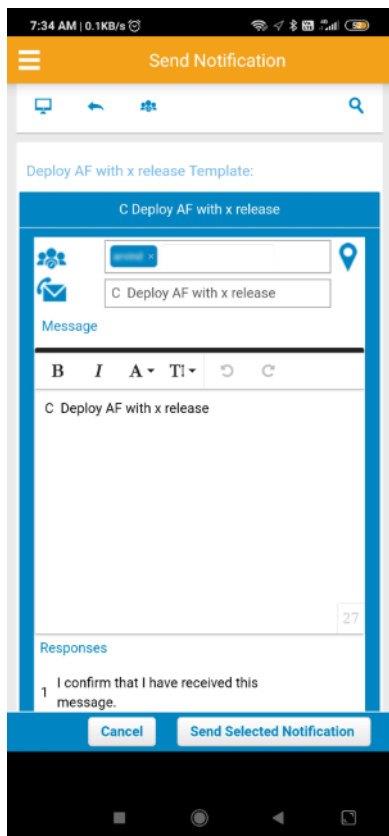 7:34 AM | 0.1KB/s
Send Notification
Deploy AF with x release Template:
C Deploy AF with x release
C Deploy AF with x release
Message
B I A TI
C Deploy AF with x release
27
Responses
1 I confirm that I have received this
message.
Cancel Send Selected Notification